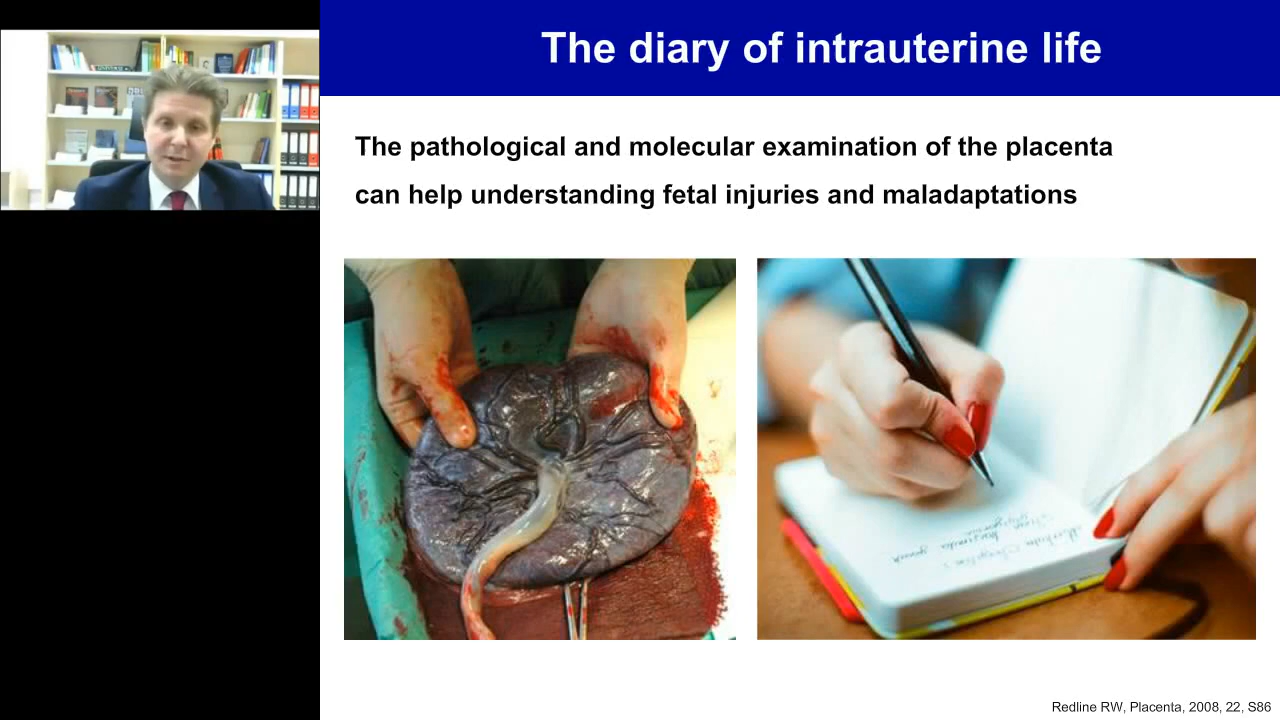 The diary of intrauterine life
The pathological and molecular examination of the placenta
can help understanding fetal injuries and maladaptations
Redline RW, Placenta, 2008, 22, S86